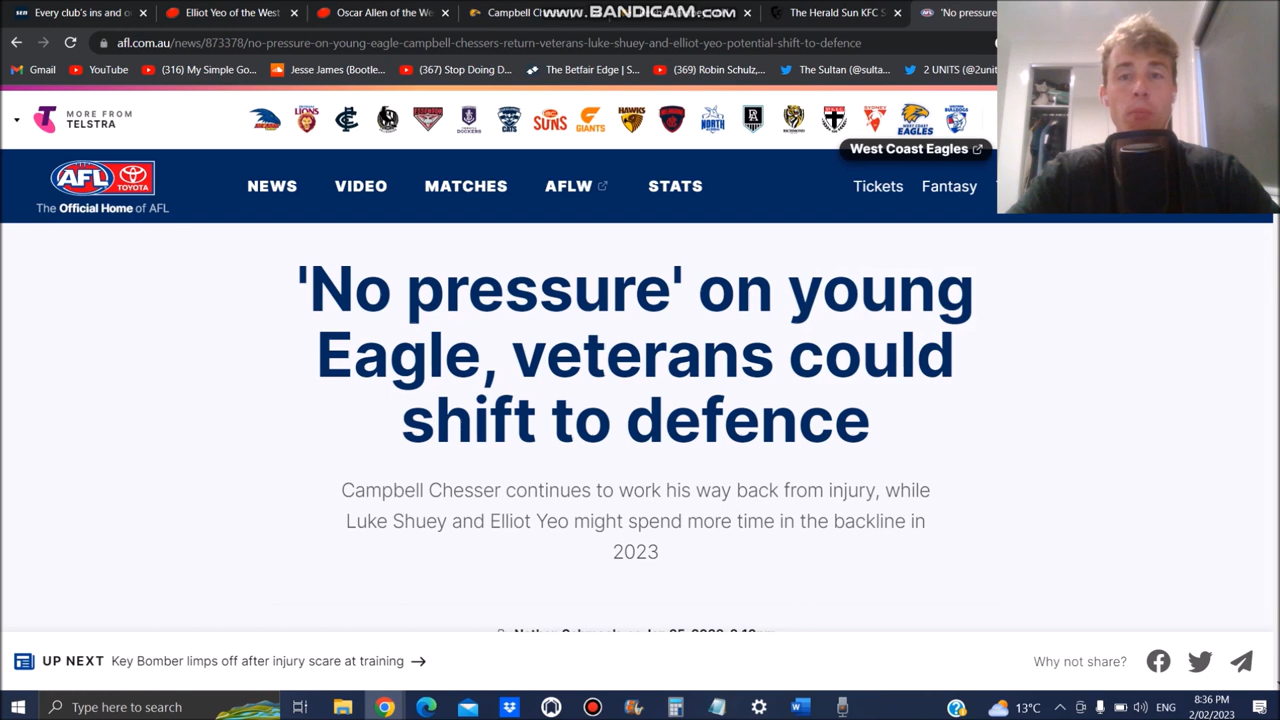 Every club's ins and o
Elliot Yeo of the West
Oscar Allen of the We
Campbell C
www.BANDICAM.com
The Herald Sun KFC S
'No pressu
afl.com.au/news/873378/no-pressure-on-young-eagle-campbell-chessers-return-veterans-luke-shuey-and-elliot-yeo-potential-shift-to-defence
Gmail
YouTube
(316) My Simple Go...
Jesse James (Bootle...
(367) Stop Doing D...
The Betfair Edge | S...
(369) Robin Schulz,...
The Sultan (@sulta...
2 UNITS (@2unit
MORE FROM
TELSTRA
West Coast Eagles
AFL TOYOTA
The Official Home of AFL
NEWS
VIDEO
MATCHES
AFLW
STATS
Tickets
Fantasy
'No pressure' on young
Eagle, veterans could
shift to defence
Campbell Chesser continues to work his way back from injury, while
Luke Shuey and Elliot Yeo might spend more time in the backline in
2023
UP NEXT Key Bomber limps off after injury scare at training
Why not share?
Type here to search
13°C
ENG
8:36 PM
2/02/2023